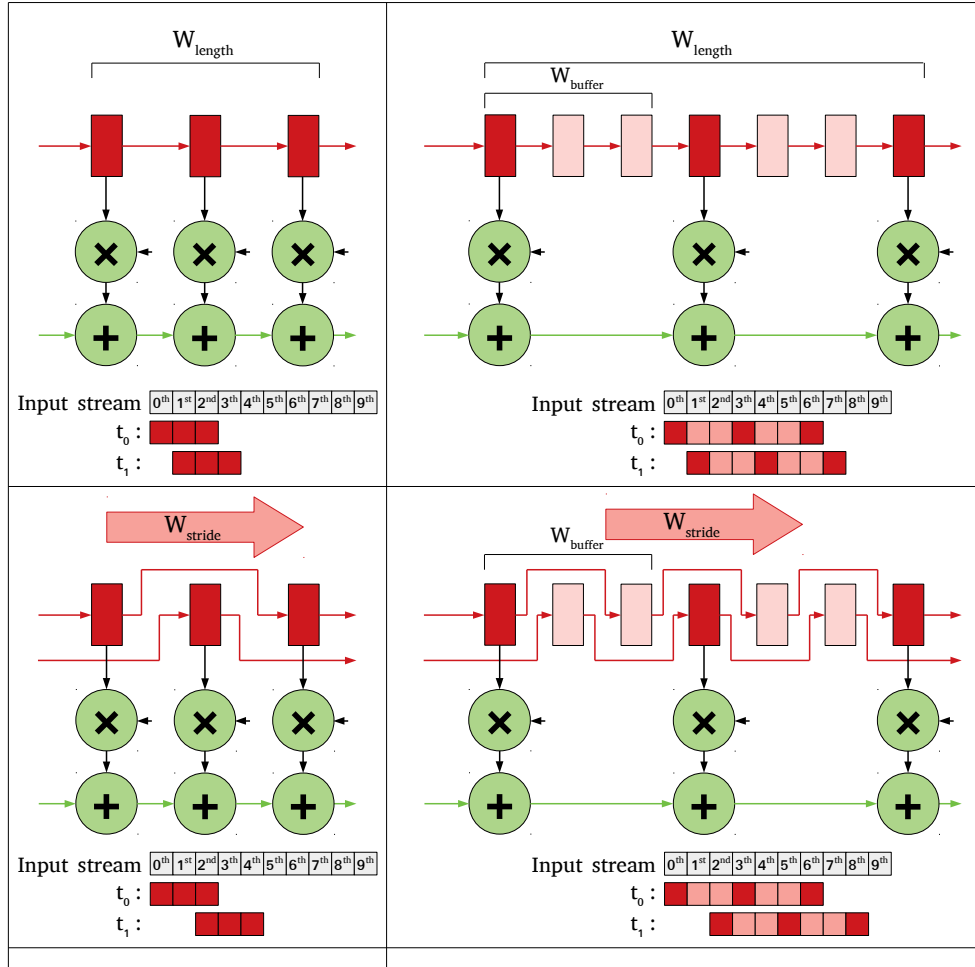 W_length
× × ×
+ + +
Input stream 0th 1st 2nd 3th 4th 5th 6th 7th 8th 9th
t0 :
t1 :
W_length
W_buffer
× × ×
+ + +
Input stream 0th 1st 2nd 3th 4th 5th 6th 7th 8th 9th
t0 :
t1 :
W_stride
× × ×
+ + +
Input stream 0th 1st 2nd 3th 4th 5th 6th 7th 8th 9th
t0 :
t1 :
W_stride
W_buffer
× × ×
+ + +
Input stream 0th 1st 2nd 3th 4th 5th 6th 7th 8th 9th
t0 :
t1 :